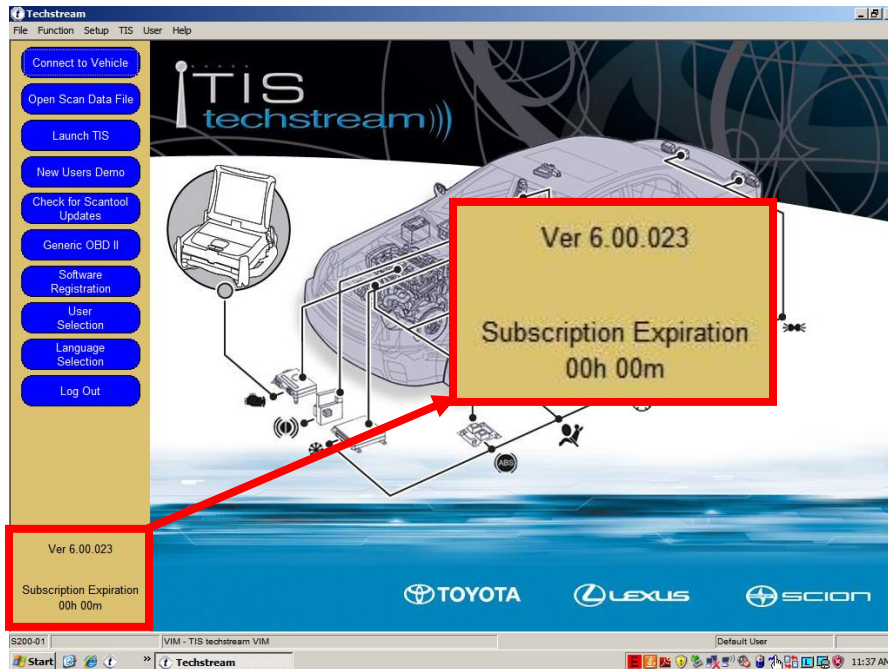 Techstream
File Function Setup TIS User Help
Connect to Vehicle
Open Scan Data File
Launch TIS
New Users Demo
Check for Scantool
Updates
Generic OBD II
Software
Registration
User
Selection
Language
Selection
Log Out
TIS
techstream
Ver 6.00.023
Subscription Expiration
00h 00m
ABS
Ver 6.00.023
Subscription Expiration
00h 00m
TOYOTA LEXUS SCION
S200-01 VIM - TIS techstream VIM Default User
Start » Techstream 11:37 AM